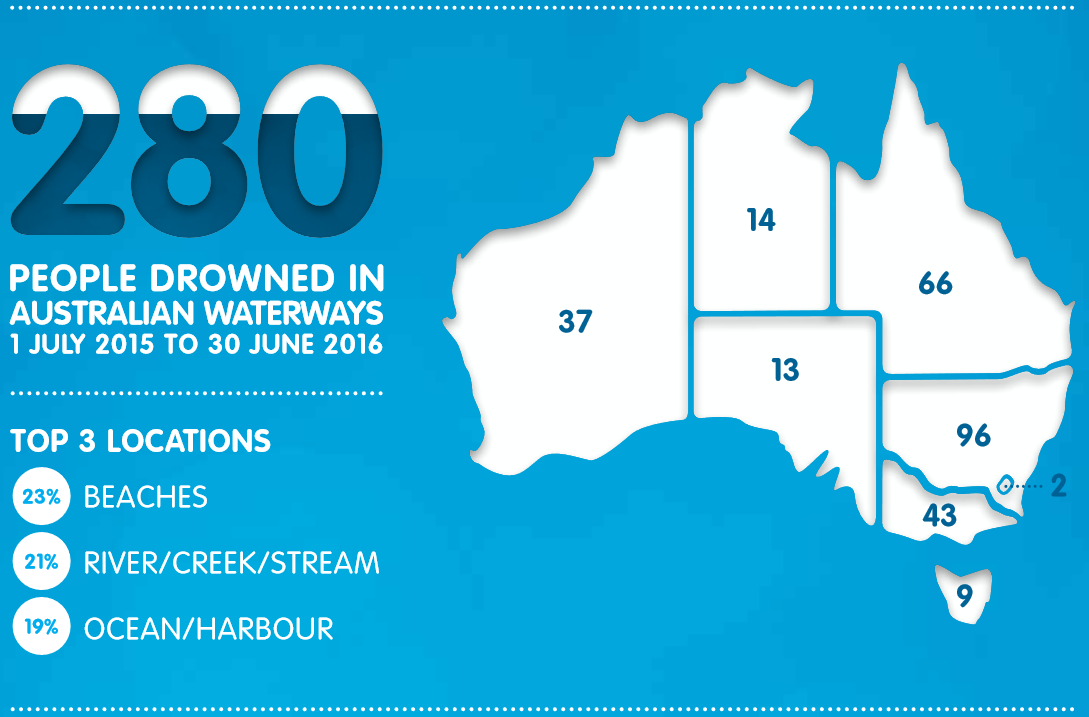 280
PEOPLE DROWNED IN
AUSTRALIAN WATERWAYS
1 JULY 2015 TO 30 JUNE 2016
TOP 3 LOCATIONS
23% BEACHES
21% RIVER/CREEK/STREAM
19% OCEAN/HARBOUR
14
66
37
13
96
2
43
9